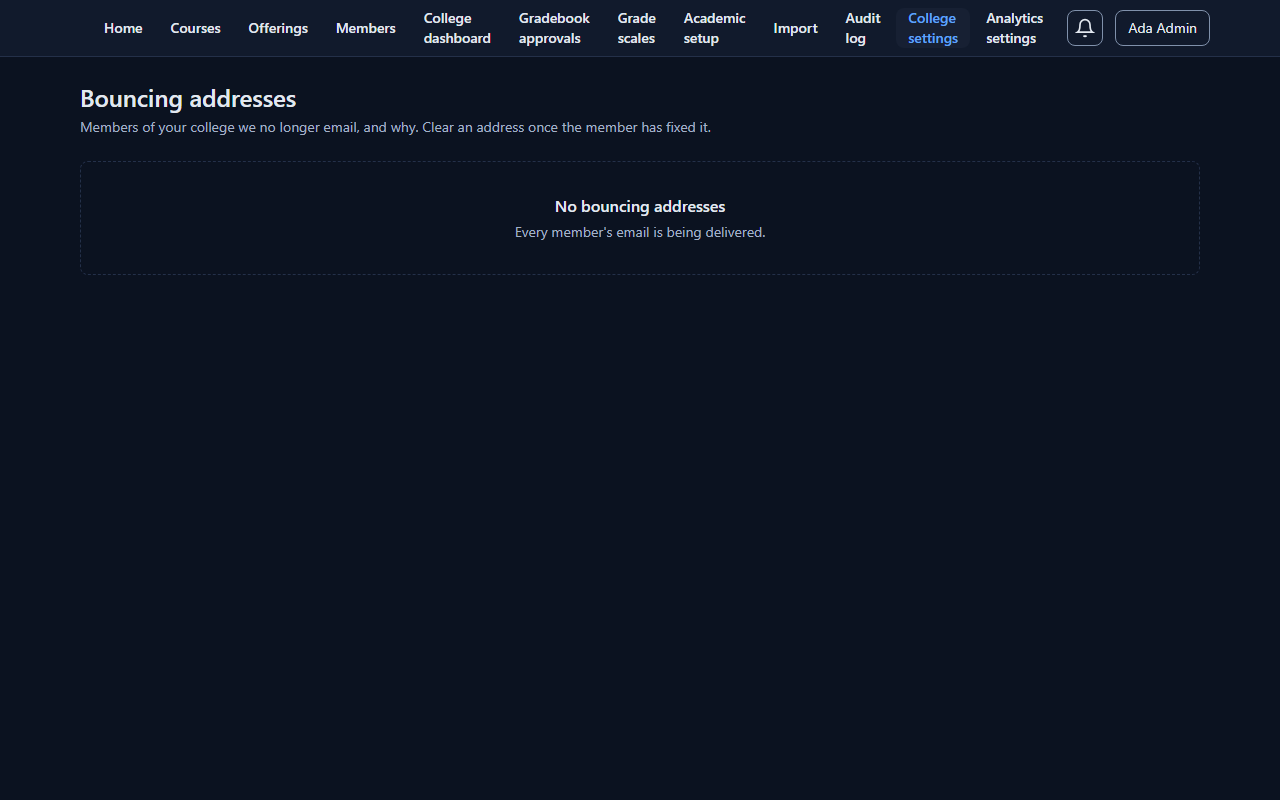 Home
Courses
Offerings
Members
College dashboard
Gradebook approvals
Grade scales
Academic setup
Import
Audit log
College settings
Analytics settings
Ada Admin
Bouncing addresses
Members of your college we no longer email, and why. Clear an address once the member has fixed it.
No bouncing addresses
Every member's email is being delivered.